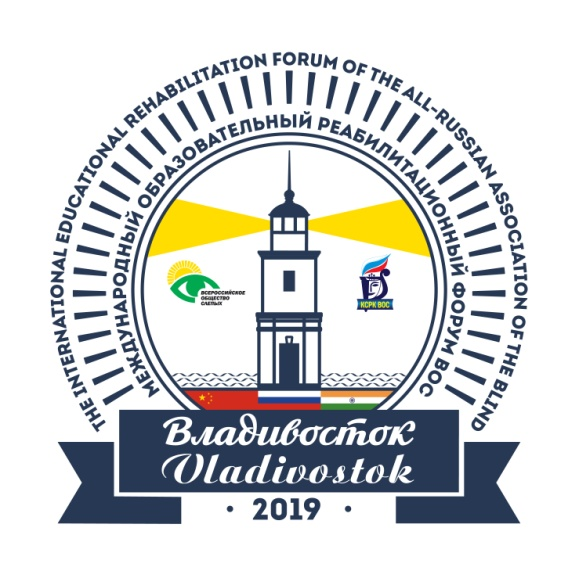 THE INTERNATIONAL EDUCATIONAL REHABILITATION FORUM OF THE ALL-RUSSIAN ASSOCIATION OF THE BLIND
МЕЖДУНАРОДНЫЙ ОБРАЗОВАТЕЛЬНЫЙ РЕАБИЛИТАЦИОННЫЙ ФОРУМ ВОС
ВСЕРОССИЙСКОЕ
ОБЩЕСТВО
СЛЕПЫХ
КСРК ВОС
Владивосток
Vladivostok
· 2019 ·